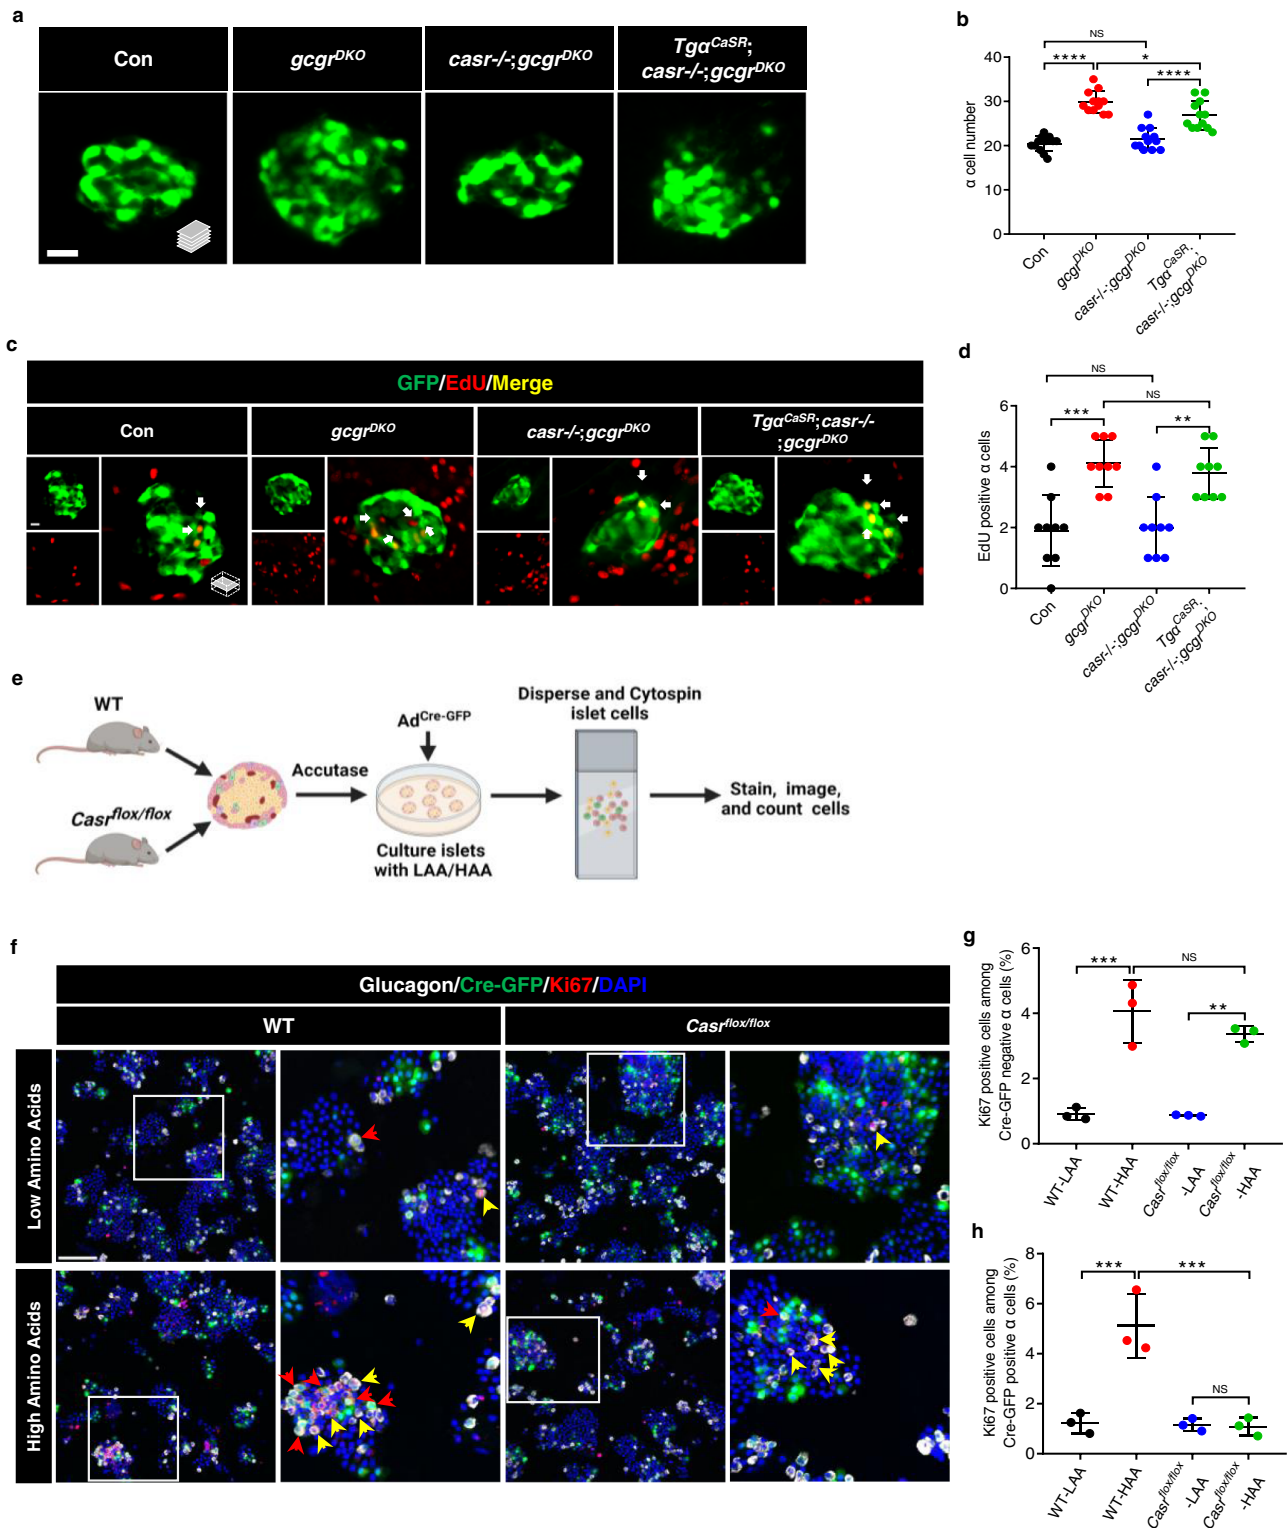 a
Con
gcgrDKO
casr-/-;gcgrDKO
TgαCaSR;
casr-/-;gcgrDKO
b
NS
****
*
****
α cell number
40
30
20
10
0
Con
gcgrDKO
casr-/-;gcgrDKO
TgαCaSR;
casr-/-;gcgrDKO
c
GFP/EdU/Merge
Con
gcgrDKO
casr-/-;gcgrDKO
TgαCaSR;casr-/-
;gcgrDKO
d
NS
NS
***
**
EdU positive α cells
6
4
2
0
Con
gcgrDKO
casr-/-;gcgrDKO
TgαCaSR;
casr-/-;gcgrDKO
e
WT
Casrflox/flox
Accutase
AdCre-GFP
Culture islets
with LAA/HAA
Disperse and Cytospin
islet cells
Stain, image,
and count cells
f
Glucagon/Cre-GFP/Ki67/DAPI
WT
Casrflox/flox
Low Amino Acids
High Amino Acids
g
Ki67 positive cells among
Cre-GFP negative α cells (%)
6
4
2
0
***
NS
**
WT-LAA
WT-HAA
Casrflox/flox
-LAA
Casrflox/flox
-HAA
h
Ki67 positive cells among
Cre-GFP positive α cells (%)
8
6
4
2
0
***
***
NS
WT-LAA
WT-HAA
Casrflox/flox
-LAA
Casrflox/flox
-HAA